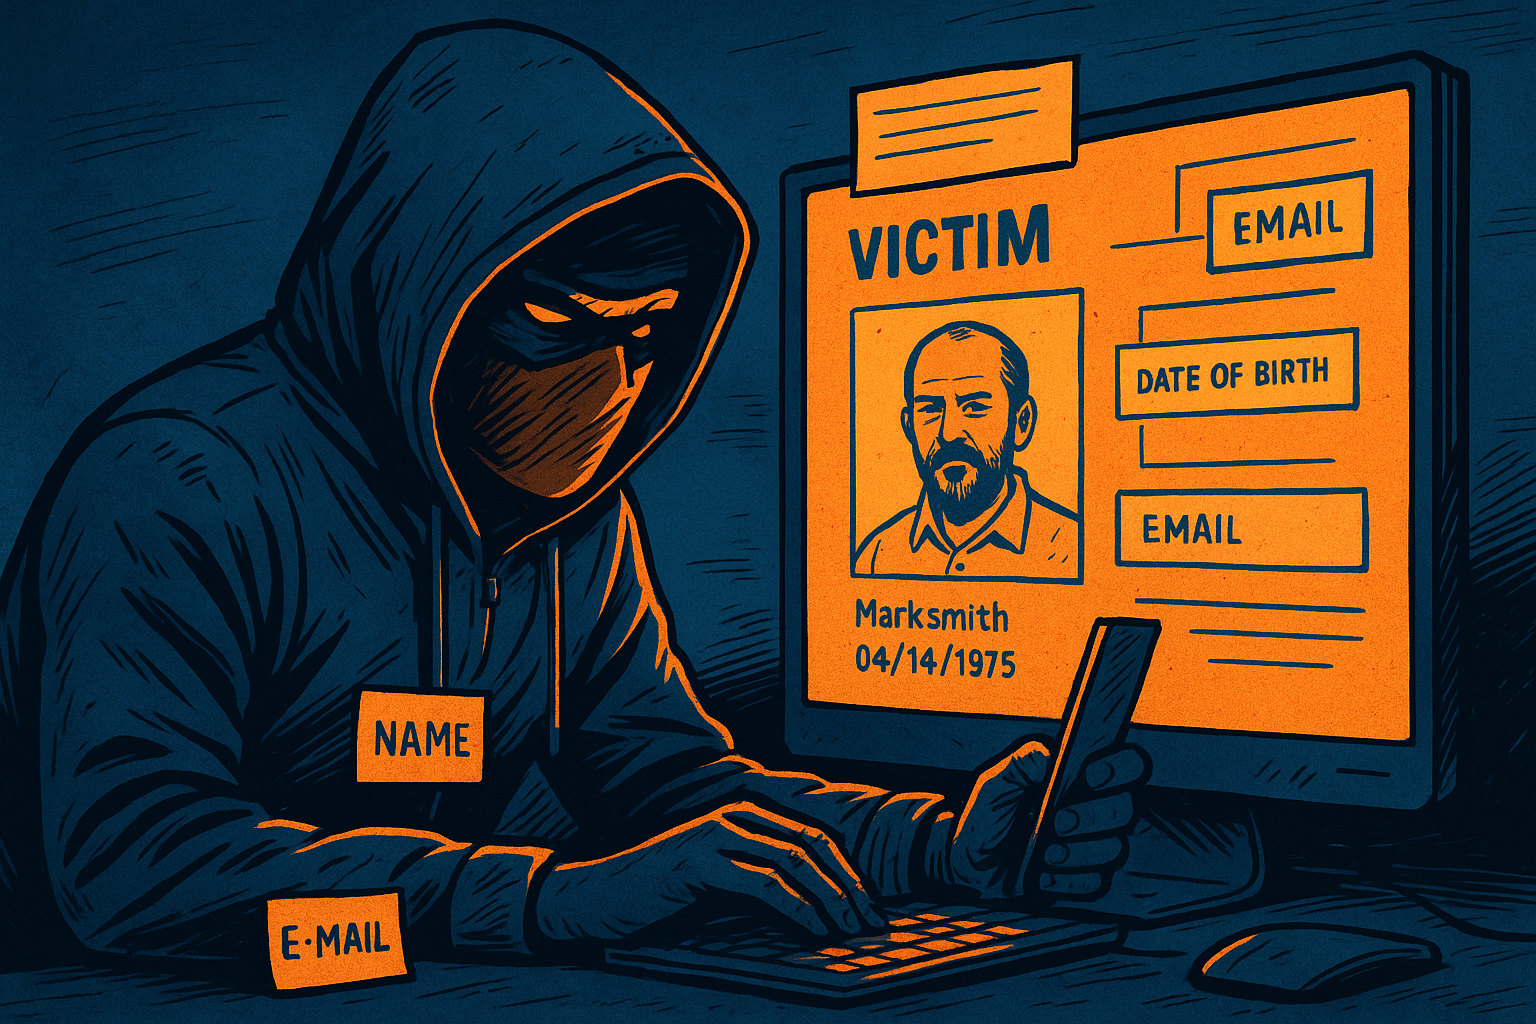 VICTIM
EMAIL
DATE OF BIRTH
EMAIL
Marksmith
04/14/1975
NAME
E·MAIL